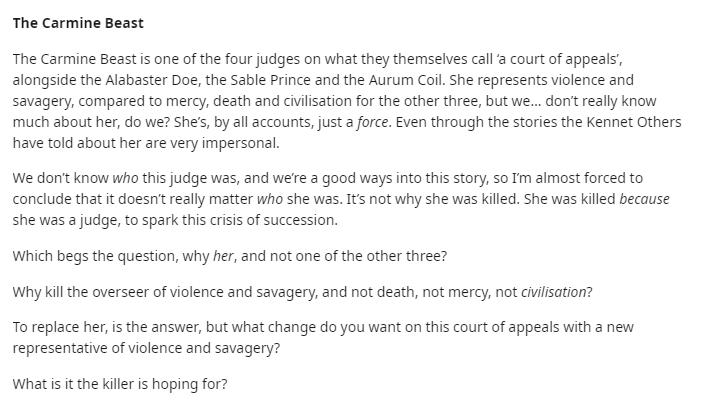 The Carmine Beast
The Carmine Beast is one of the four judges on what they themselves call ‘a court of appeals’,
alongside the Alabaster Doe, the Sable Prince and the Aurum Coil. She represents violence and
savagery, compared to mercy, death and civilisation for the other three, but we... don’t really know
much about her, do we? She’s, by all accounts, just a force. Even through the stories the Kennet Others
have told about her are very impersonal.
We don’t know who this judge was, and we’re a good ways into this story, so I’m almost forced to
conclude that it doesn’t really matter who she was. It’s not why she was killed. She was killed because
she was a judge, to spark this crisis of succession.
Which begs the question, why her, and not one of the other three?
Why kill the overseer of violence and savagery, and not death, not mercy, not civilisation?
To replace her, is the answer, but what change do you want on this court of appeals with a new
representative of violence and savagery?
What is it the killer is hoping for?